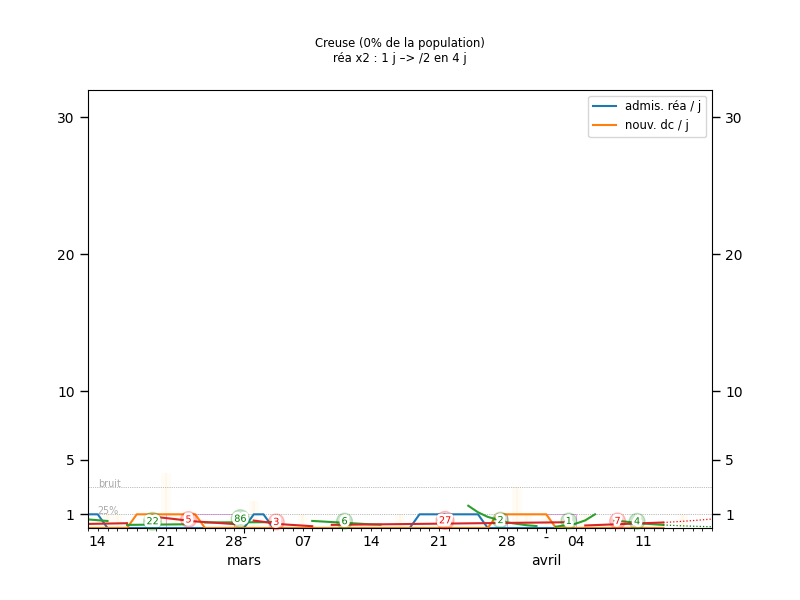 Creuse (0% de la population)
réa x2 : 1 j –> /2 en 4 j
admis. réa / j
nouv. dc / j
30 30
20 20
10 10
5 5
bruit
25%
1 1
22 5 86 3 6 27 2 1 7 4
14 21 28 07 14 21 28 04 11
mars avril